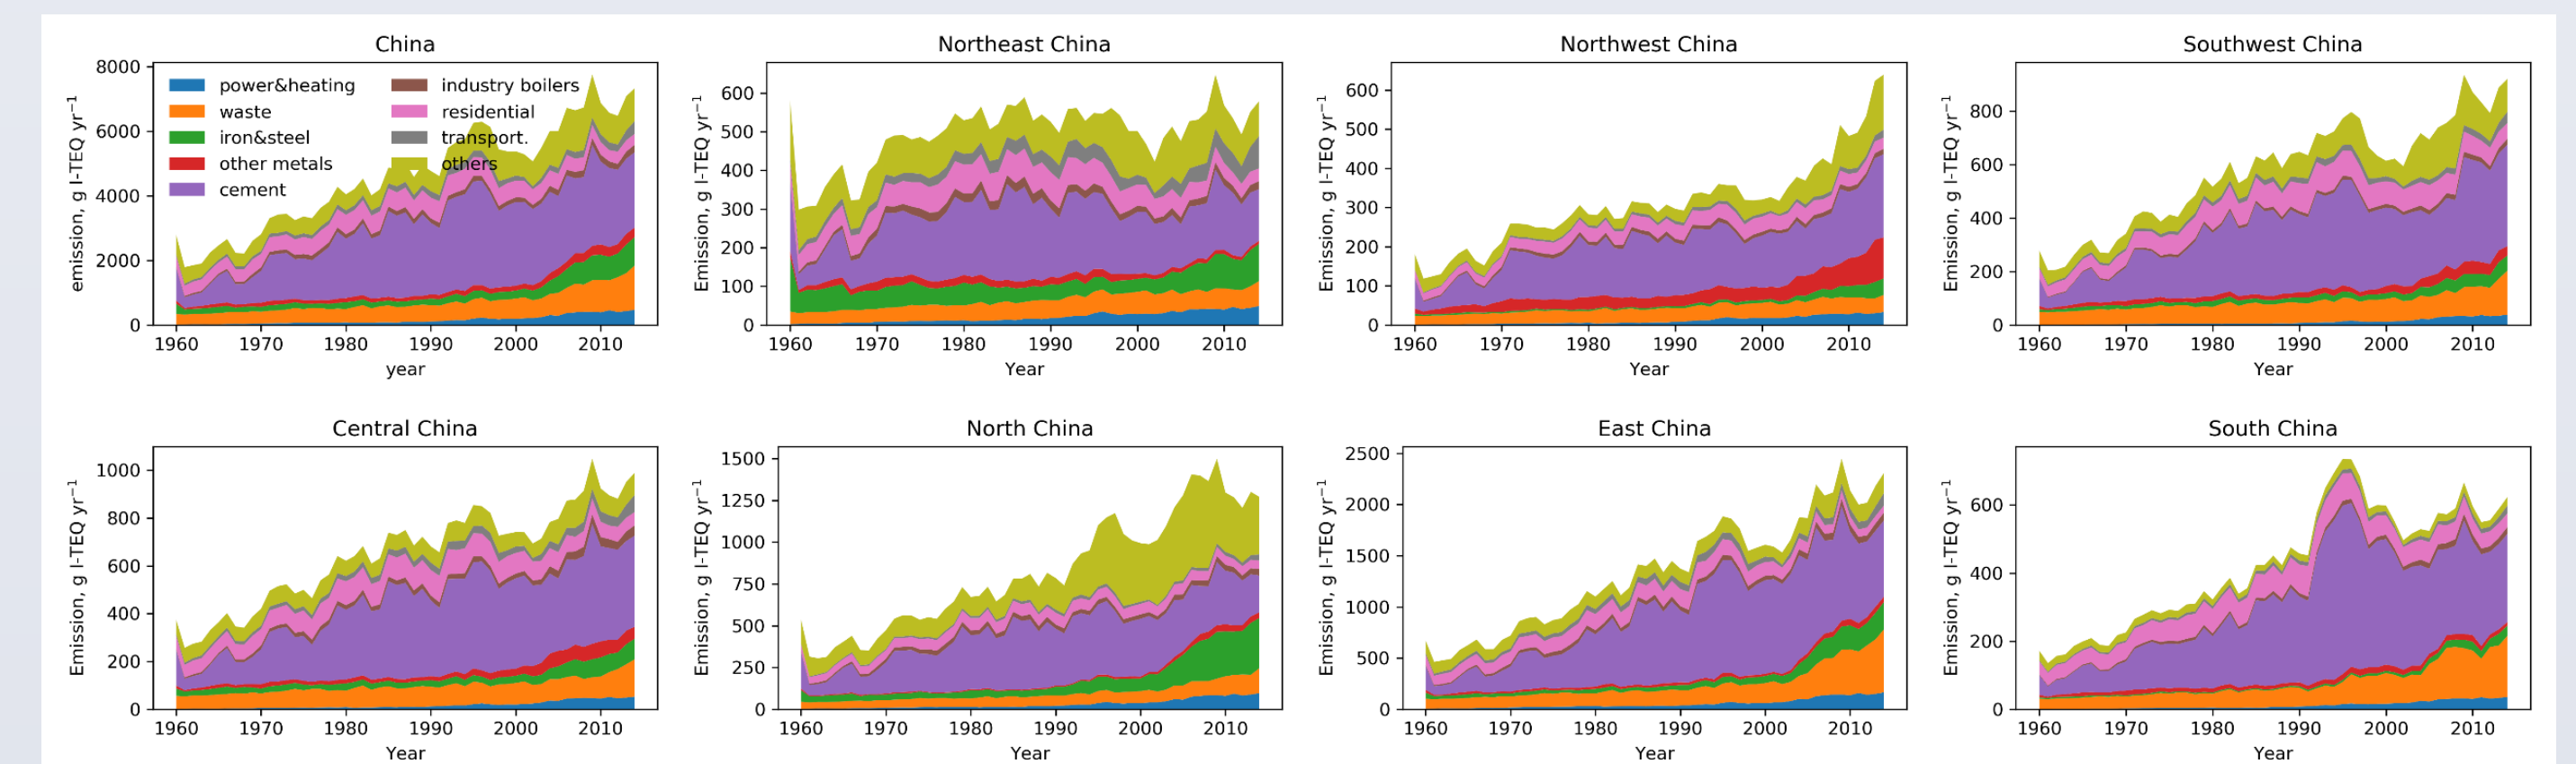 China
8000
6000
4000
2000
0
emission, g I-TEQ yr⁻¹
power&heating
waste
iron&steel
other metals
cement
industry boilers
residential
transport.
others
1960 1970 1980 1990 2000 2010
year
Northeast China
600
500
400
300
200
100
0
Emission, g I-TEQ yr⁻¹
1960 1970 1980 1990 2000 2010
Year
Northwest China
600
500
400
300
200
100
0
Emission, g I-TEQ yr⁻¹
1960 1970 1980 1990 2000 2010
Year
Southwest China
800
600
400
200
0
Emission, g I-TEQ yr⁻¹
1960 1970 1980 1990 2000 2010
Year
Central China
1000
800
600
400
200
0
Emission, g I-TEQ yr⁻¹
1960 1970 1980 1990 2000 2010
Year
North China
1500
1250
1000
750
500
250
0
Emission, g I-TEQ yr⁻¹
1960 1970 1980 1990 2000 2010
Year
East China
2500
2000
1500
1000
500
0
Emission, g I-TEQ yr⁻¹
1960 1970 1980 1990 2000 2010
Year
South China
600
400
200
0
Emission, g I-TEQ yr⁻¹
1960 1970 1980 1990 2000 2010
Year